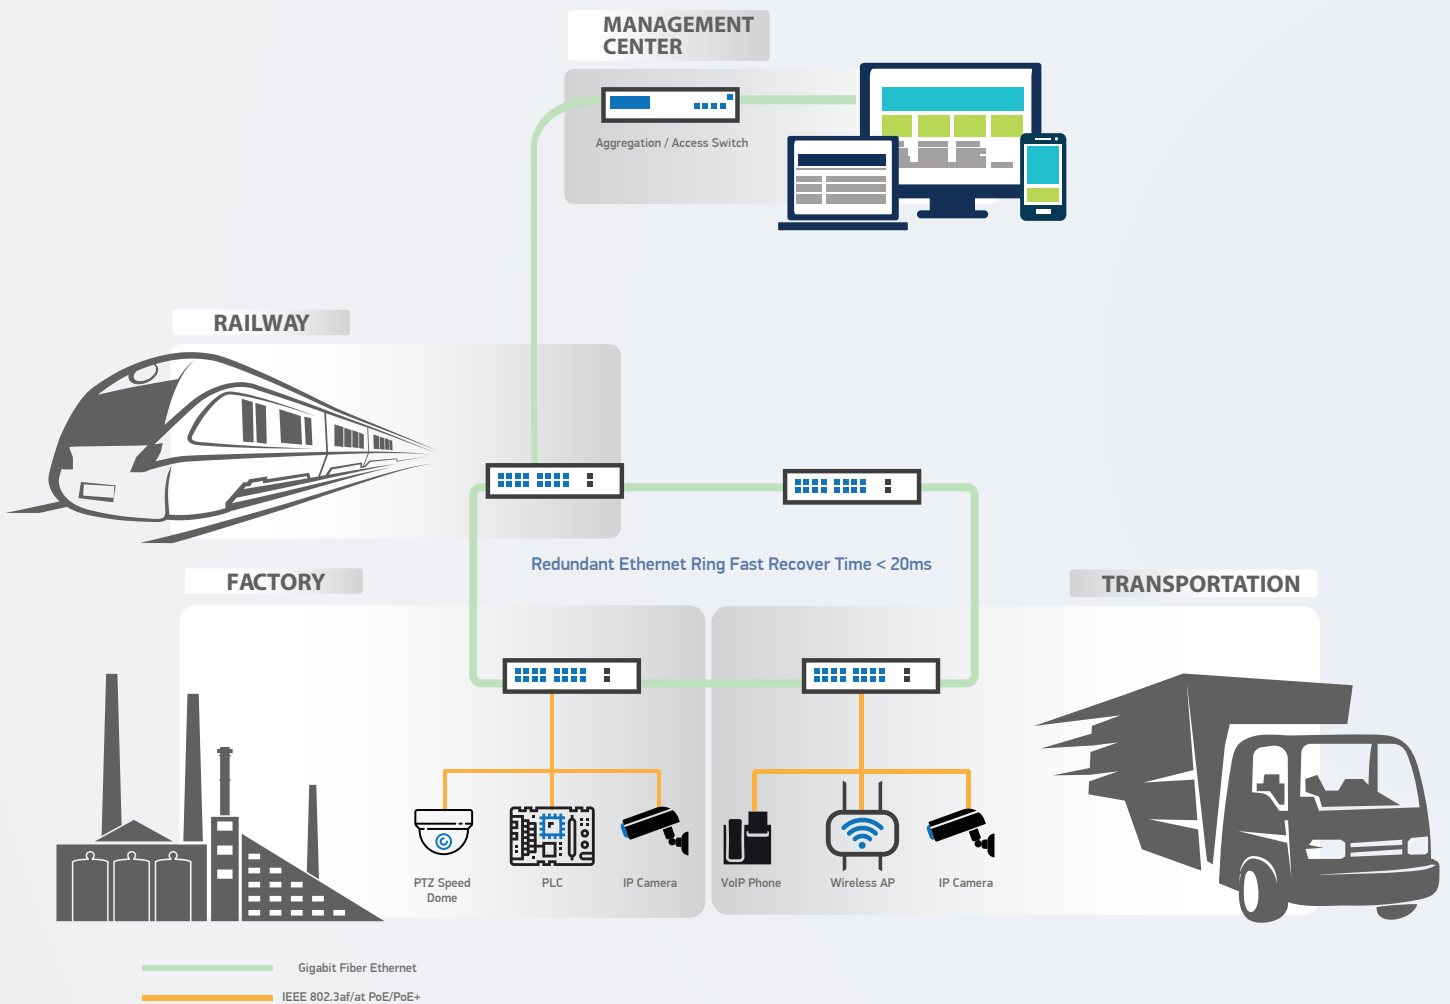 MANAGEMENT
CENTER
Aggregation / Access Switch
RAILWAY
Redundant Ethernet Ring Fast Recover Time < 20ms
FACTORY
TRANSPORTATION
PTZ Speed
Dome
PLC
IP Camera
VoIP Phone
Wireless AP
IP Camera
Gigabit Fiber Ethernet
IEEE 802.3af/at PoE/PoE+